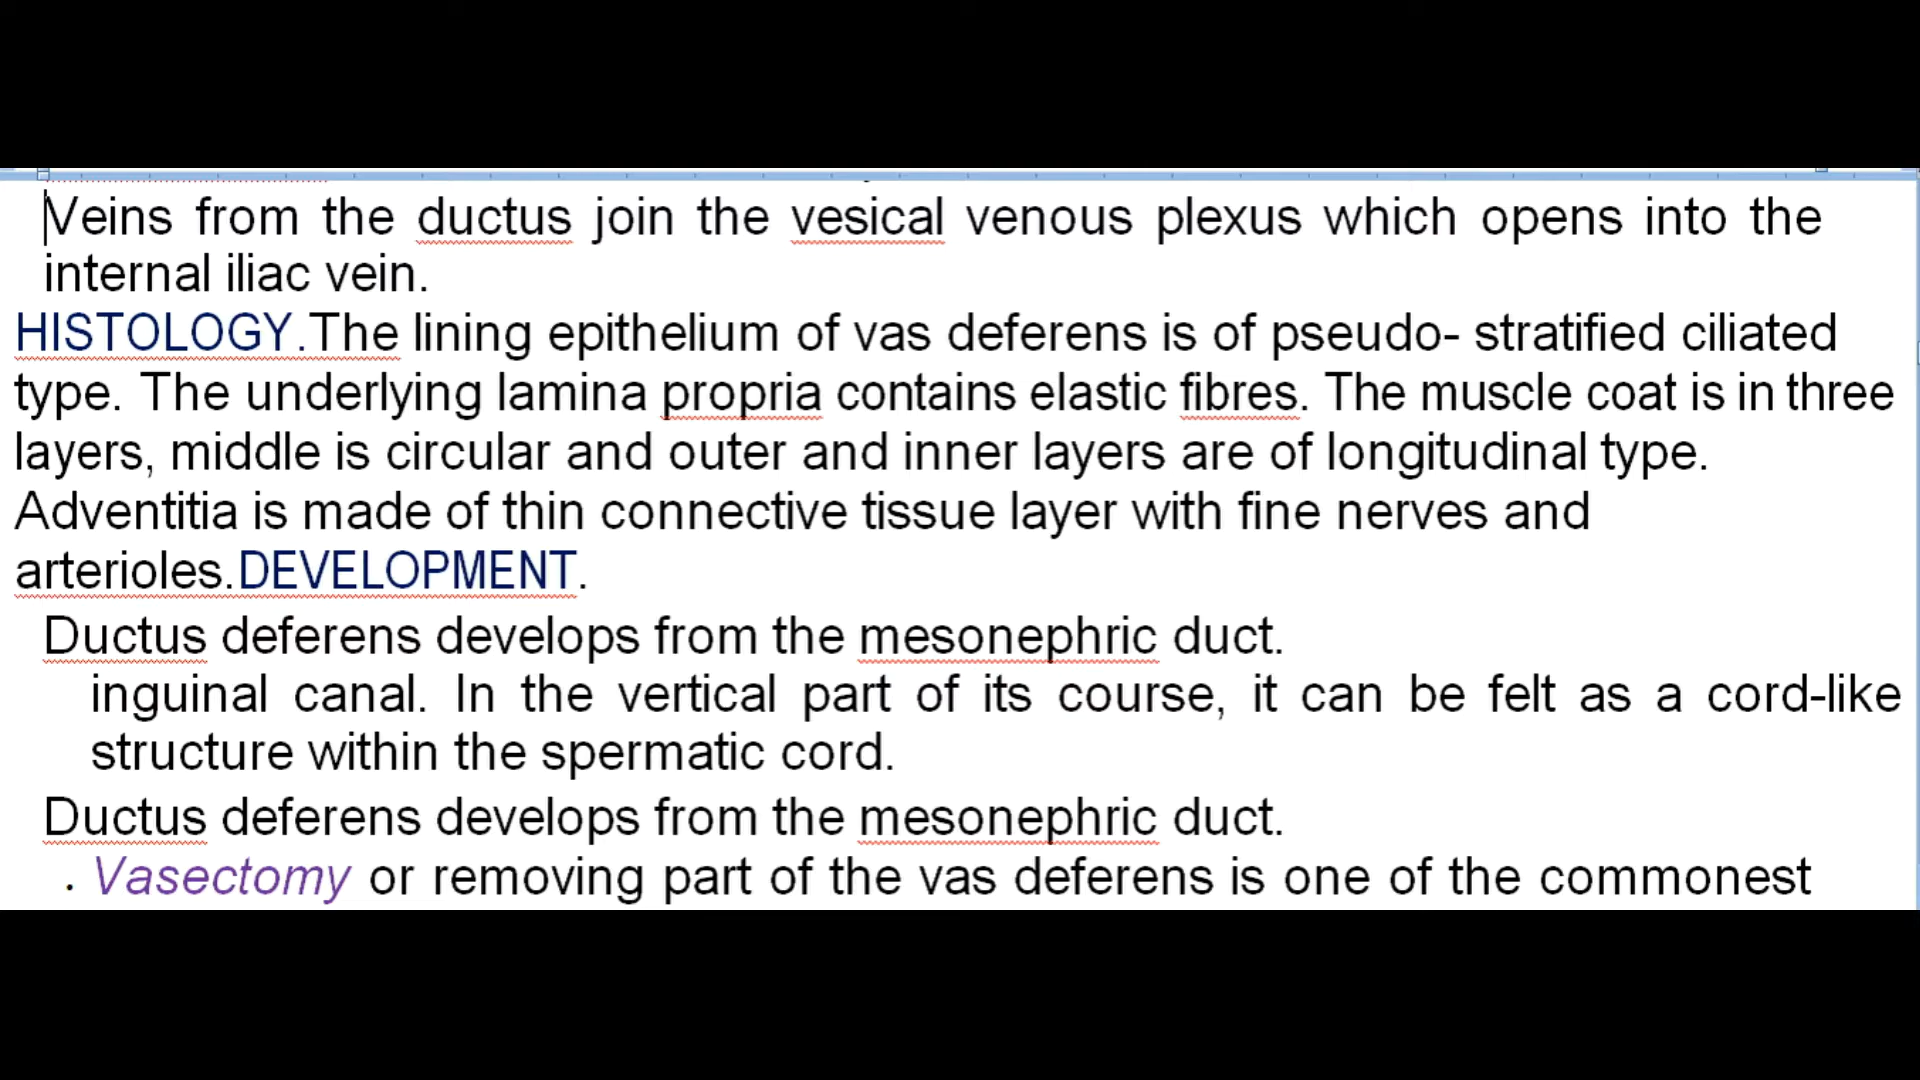 Veins from the ductus join the vesical venous plexus which opens into the
internal iliac vein.
HISTOLOGY.The lining epithelium of vas deferens is of pseudo- stratified ciliated
type. The underlying lamina propria contains elastic fibres. The muscle coat is in three
layers, middle is circular and outer and inner layers are of longitudinal type.
Adventitia is made of thin connective tissue layer with fine nerves and
arterioles.DEVELOPMENT.
Ductus deferens develops from the mesonephric duct.
inguinal canal. In the vertical part of its course, it can be felt as a cord-like
structure within the spermatic cord.
Ductus deferens develops from the mesonephric duct.
• Vasectomy or removing part of the vas deferens is one of the commonest